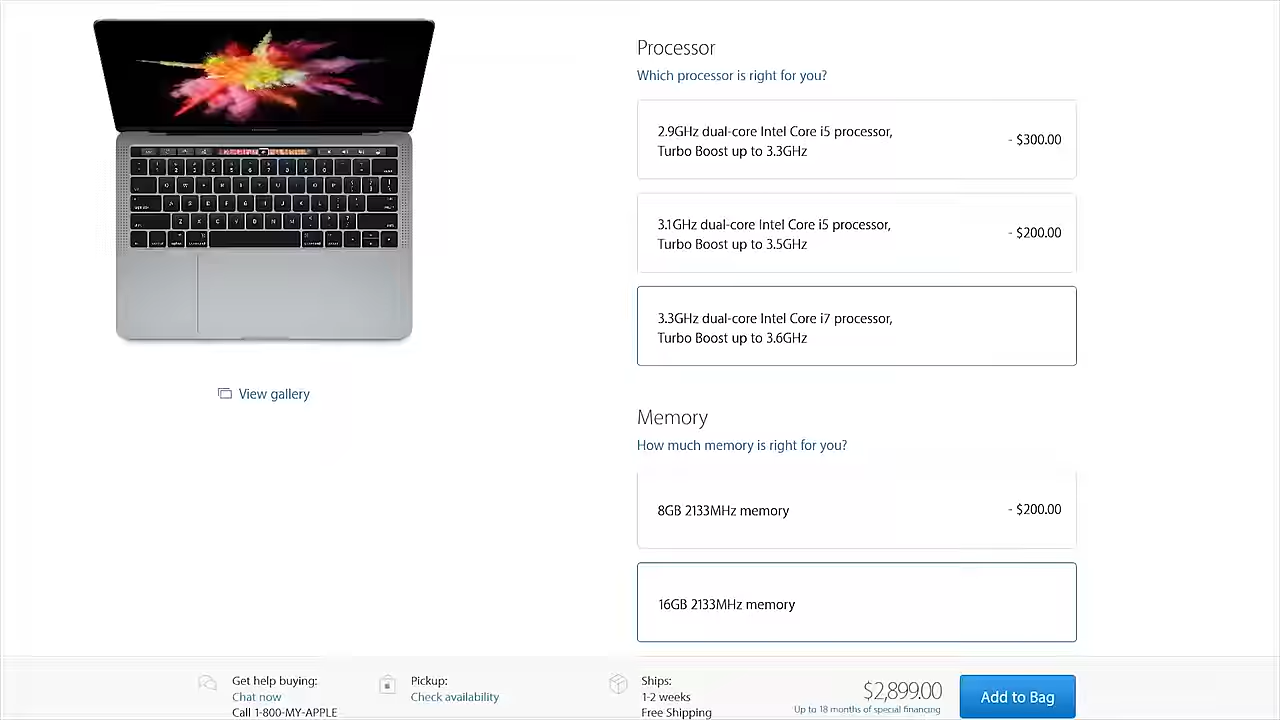 Processor
Which processor is right for you?
2.9GHz dual-core Intel Core i5 processor,
Turbo Boost up to 3.3GHz
- $300.00
3.1GHz dual-core Intel Core i5 processor,
Turbo Boost up to 3.5GHz
- $200.00
3.3GHz dual-core Intel Core i7 processor,
Turbo Boost up to 3.6GHz
View gallery
Memory
How much memory is right for you?
8GB 2133MHz memory
- $200.00
16GB 2133MHz memory
Get help buying:
Chat now
Call 1-800-MY-APPLE
Pickup:
Check availability
Ships:
1-2 weeks
Free Shipping
$2,899.00
Up to 18 months of special financing
Add to Bag